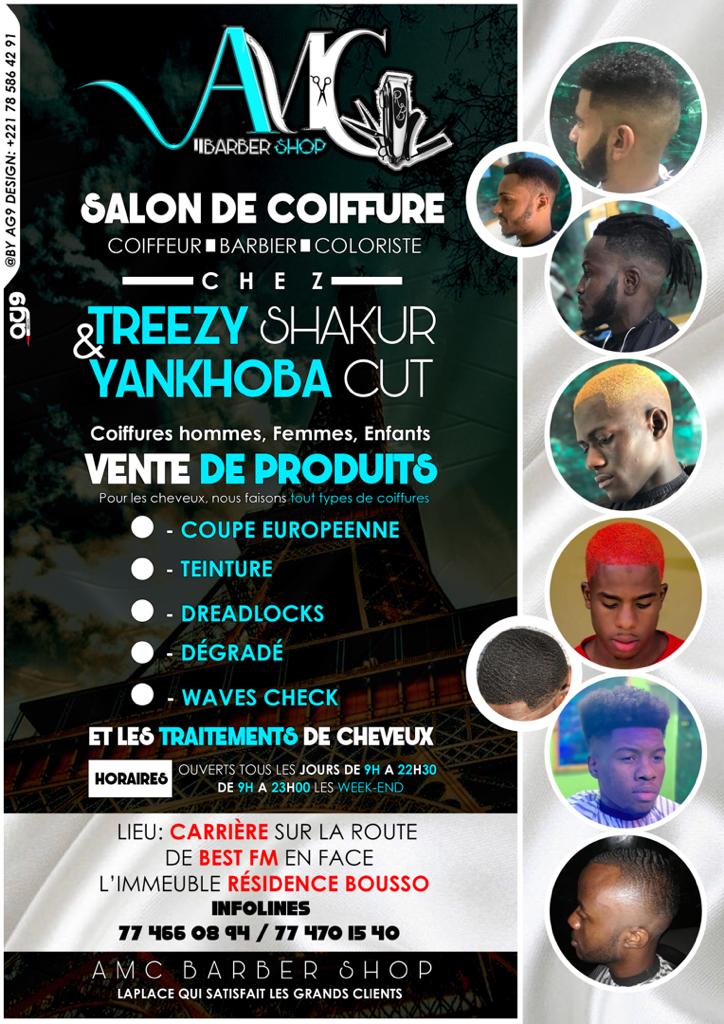 @BY AG9 DESIGN: +221 78 586 42 91
ag9
AMC
BARBER SHOP
SALON DE COIFFURE
COIFFEUR BARBIER COLORISTE
CHEZ
TREEZY SHAKUR
& YANKHOBA CUT
Coiffures hommes, Femmes, Enfants
VENTE DE PRODUITS
Pour les cheveux, nous faisons tout types de coiffures
- COUPE EUROPEENNE
- TEINTURE
- DREADLOCKS
- DÉGRADÉ
- WAVES CHECK
ET LES TRAITEMENTS DE CHEVEUX
HORAIRES
OUVERTS TOUS LES JOURS DE 9H A 22H30
DE 9H A 23H00 LES WEEK-END
LIEU: CARRIÈRE SUR LA ROUTE
DE BEST FM EN FACE
L'IMMEUBLE RÉSIDENCE BOUSSO
INFOLINES
77 466 08 94 / 77 470 15 40
AMC BARBER SHOP
LAPLACE QUI SATISFAIT LES GRANDS CLIENTS